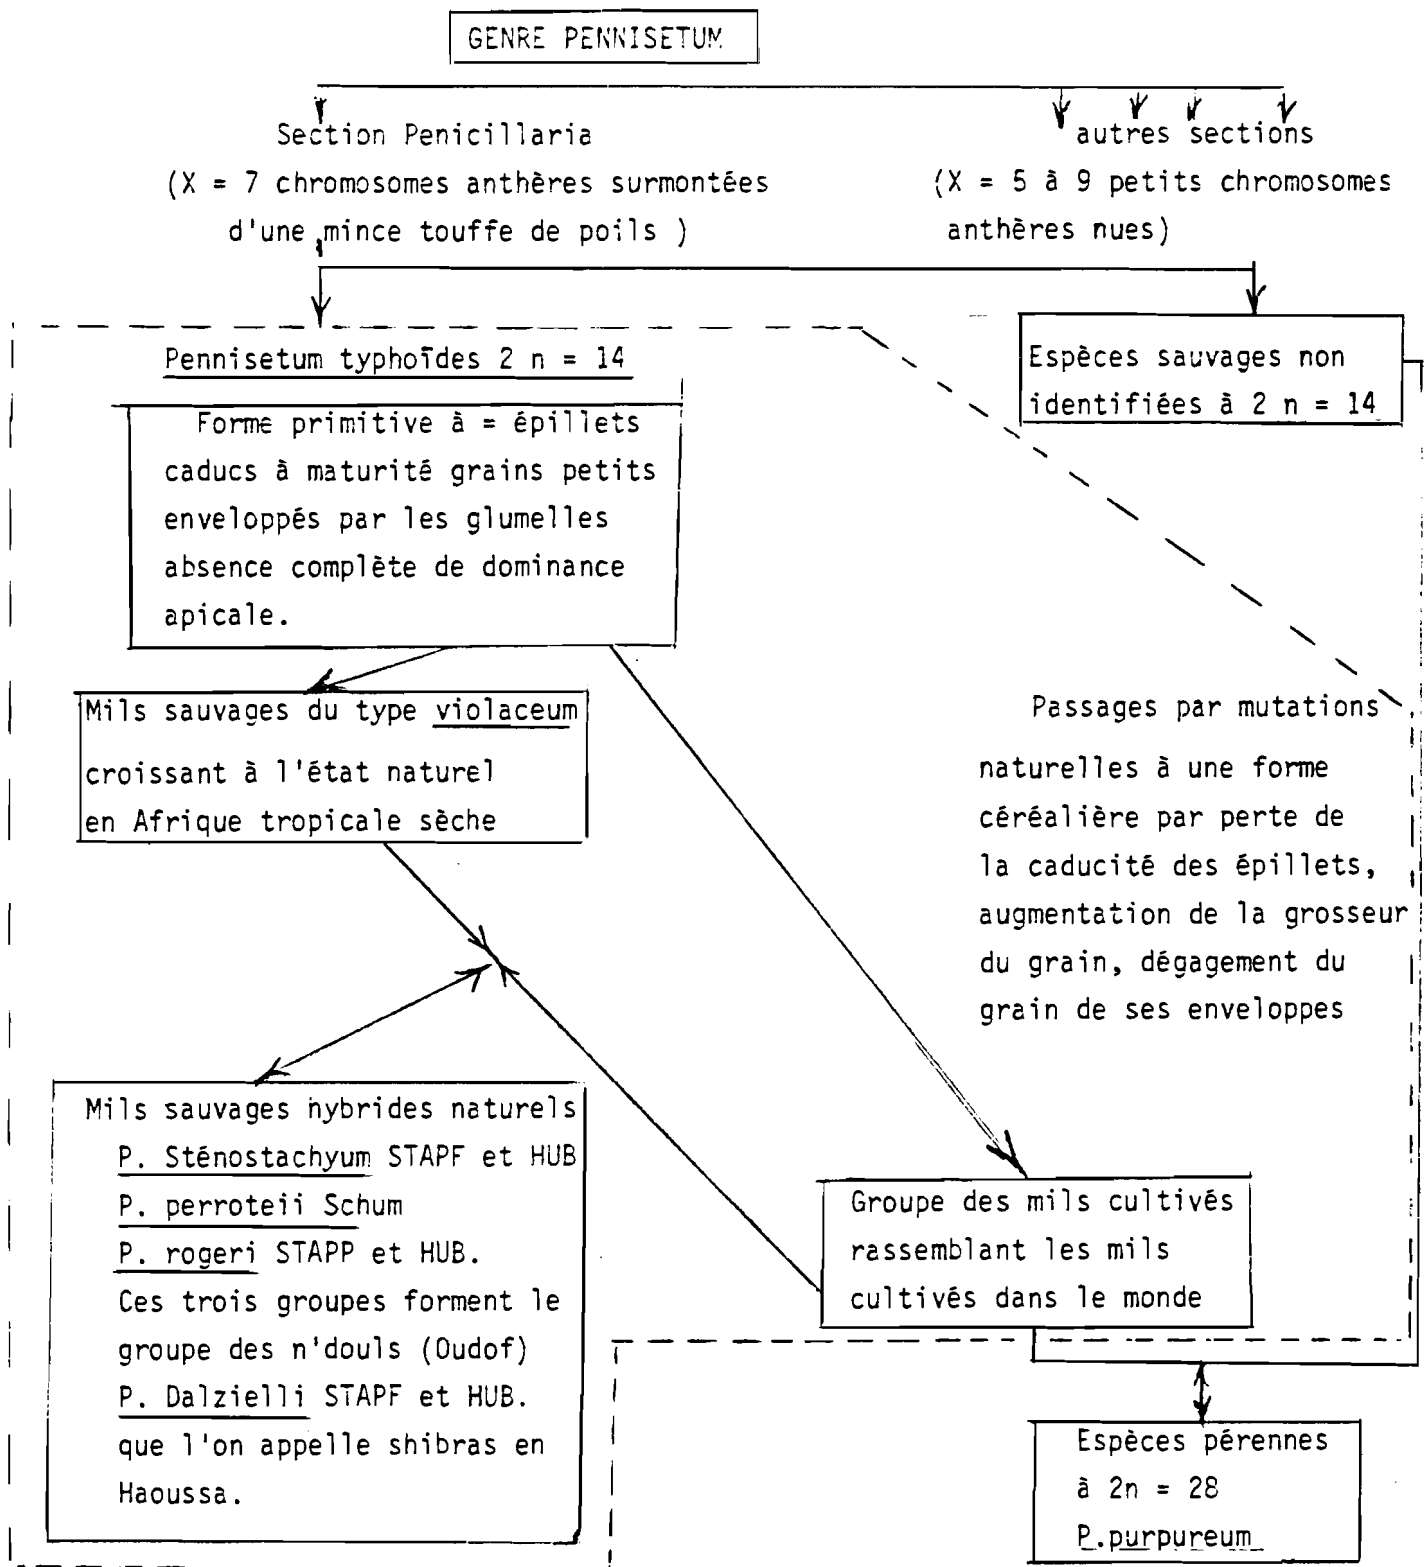 GENRE PENNISETUM
Section Penicillaria
(X = 7 chromosomes anthères surmontées
d'une mince touffe de poils )
autres sections
(X = 5 à 9 petits chromosomes
anthères nues)
Pennisetum typhoïdes 2 n = 14
Forme primitive à = épillets
caducs à maturité grains petits
enveloppés par les glumelles
absence complète de dominance
apicale.
Espèces sauvages non
identifiées à 2 n = 14
Mils sauvages du type violaceum
croissant à l'état naturel
en Afrique tropicale sèche
Passages par mutations
naturelles à une forme
céréalière par perte de
la caducité des épillets,
augmentation de la grosseur
du grain, dégagement du
grain de ses enveloppes
Mils sauvages hybrides naturels
P. Sténostachyum STAPF et HUB
P. perroteii Schum
P. rogeri STAPP et HUB.
Ces trois groupes forment le
groupe des n'douls (Oudof)
P. Dalzielli STAPF et HUB.
que l'on appelle shibras en
Haoussa.
Groupe des mils cultivés
rassemblant les mils
cultivés dans le monde
Espèces pérennes
à 2n = 28
P.purpureum